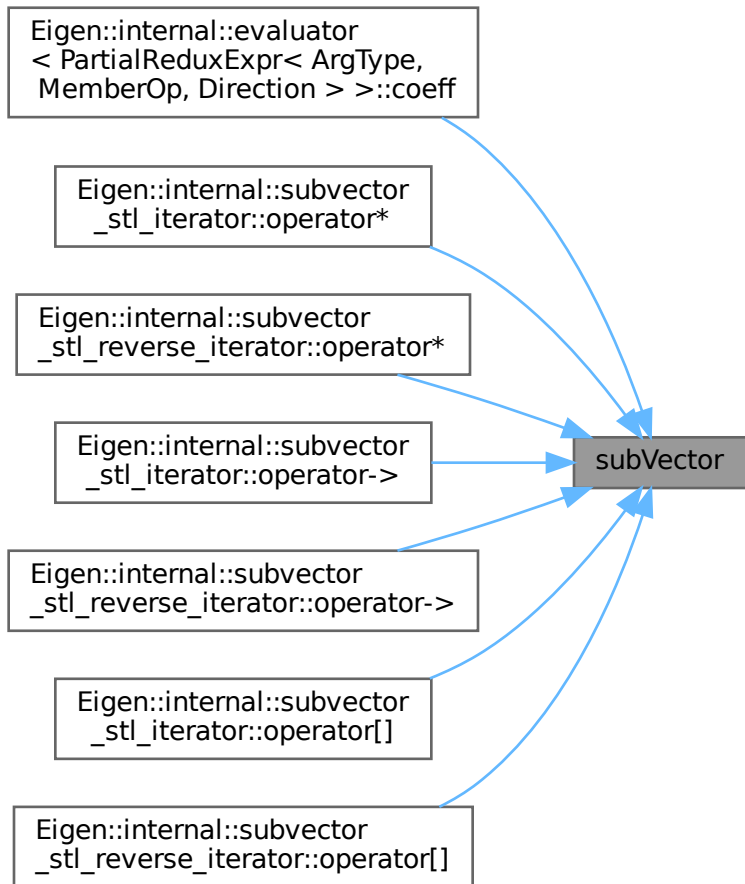 Eigen::internal::evaluator
< PartialReduxExpr< ArgType,
MemberOp, Direction > >::coeff
Eigen::internal::subvector
_stl_iterator::operator*
Eigen::internal::subvector
_stl_reverse_iterator::operator*
Eigen::internal::subvector
_stl_iterator::operator->
subVector
Eigen::internal::subvector
_stl_reverse_iterator::operator->
Eigen::internal::subvector
_stl_iterator::operator[]
Eigen::internal::subvector
_stl_reverse_iterator::operator[]